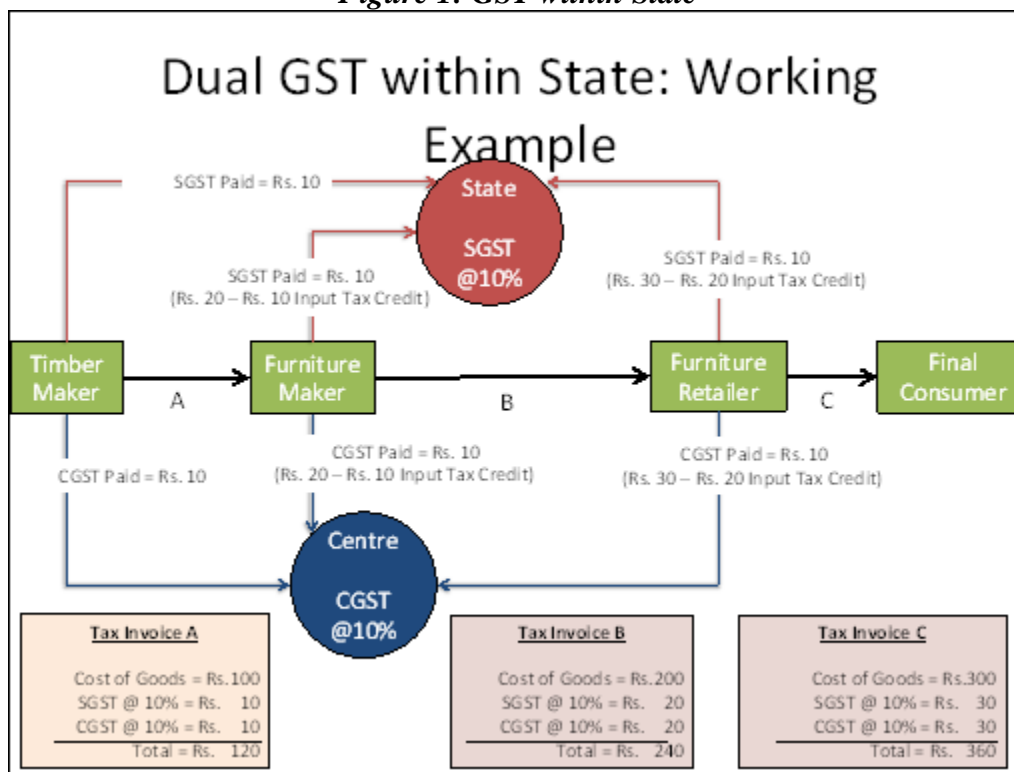 Figure 1: GST within State
Dual GST within State: Working
Example
SGST Paid = Rs. 10
State
SGST
@10%
SGST Paid = Rs. 10
(Rs. 20 – Rs. 10 Input Tax Credit)
SGST Paid = Rs. 10
(Rs. 30 – Rs. 20 Input Tax Credit)
Timber
Maker
A
Furniture
Maker
B
Furniture
Retailer
C
Final
Consumer
CGST Paid = Rs. 10
CGST Paid = Rs. 10
(Rs. 20 – Rs. 10 Input Tax Credit)
CGST Paid = Rs. 10
(Rs. 30 – Rs. 20 Input Tax Credit)
Centre
CGST
@10%
Tax Invoice A
Cost of Goods = Rs.100
SGST @ 10% = Rs. 10
CGST @ 10% = Rs. 10
Total = Rs. 120
Tax Invoice B
Cost of Goods = Rs.200
SGST @ 10% = Rs. 20
CGST @ 10% = Rs. 20
Total = Rs. 240
Tax Invoice C
Cost of Goods = Rs.300
SGST @ 10% = Rs. 30
CGST @ 10% = Rs. 30
Total = Rs. 360